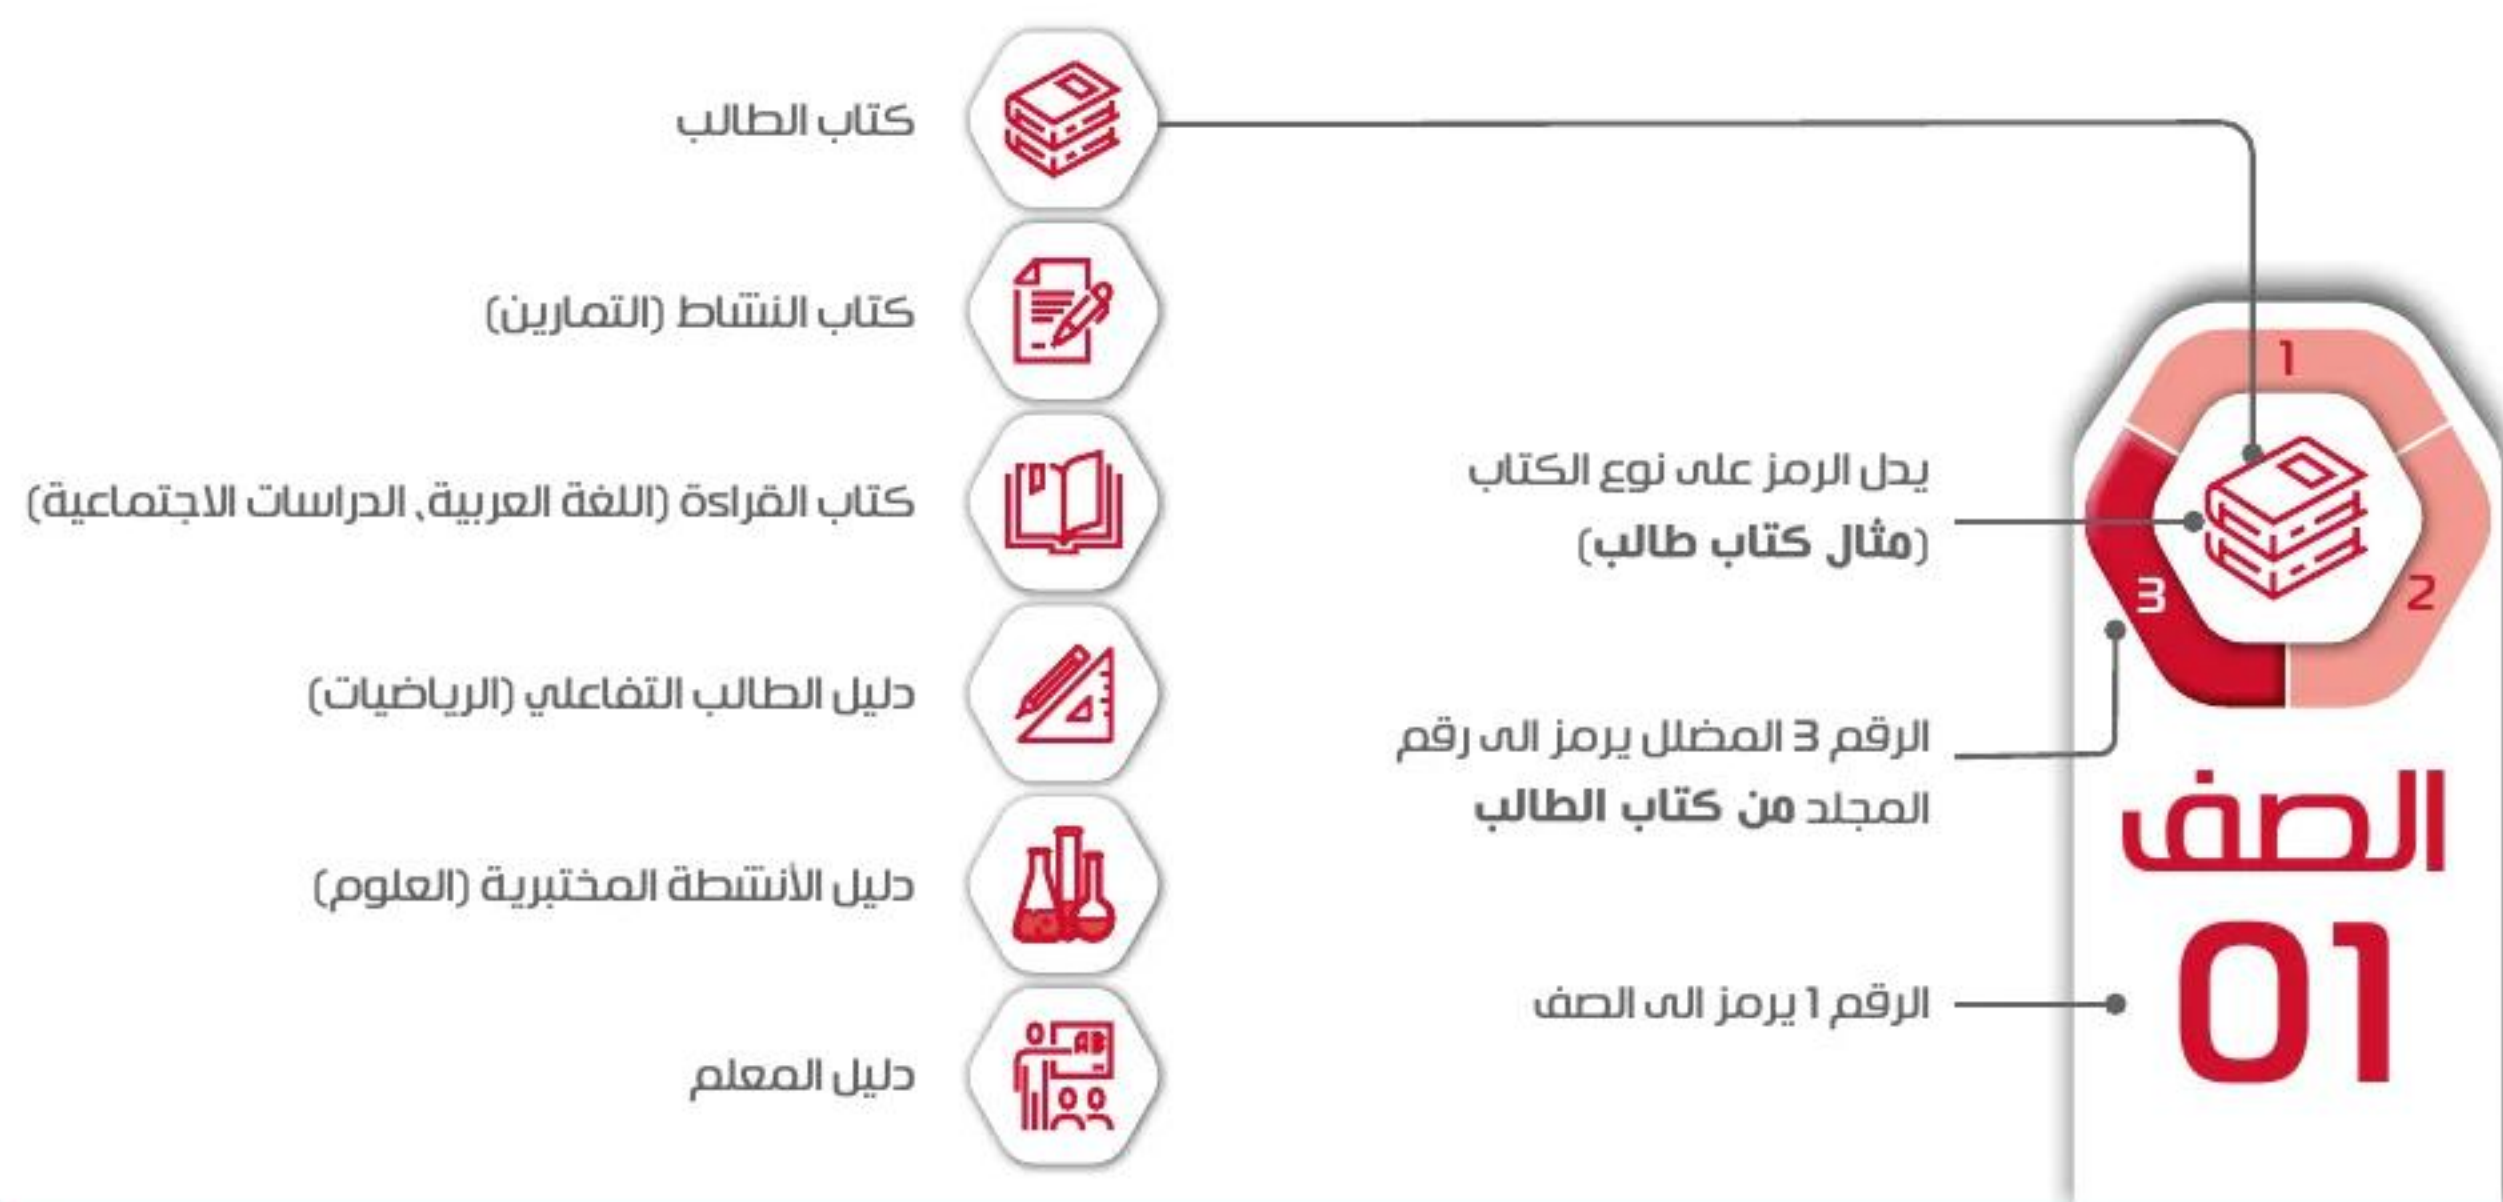 1
2
3
الصف
01
يدل الرمز على نوع الكتاب
(مثال كتاب طالب)
الرقم 3 المضلل يرمز الى رقم
المجلد من كتاب الطالب
الرقم 1 يرمز الى الصف
كتاب الطالب
كتاب النشاط (التمارين)
كتاب القراءة (اللغة العربية، الدراسات الاجتماعية)
دليل الطالب التفاعلي (الرياضيات)
دليل الأنشطة المختبرية (العلوم)
AB
دليل المعلم